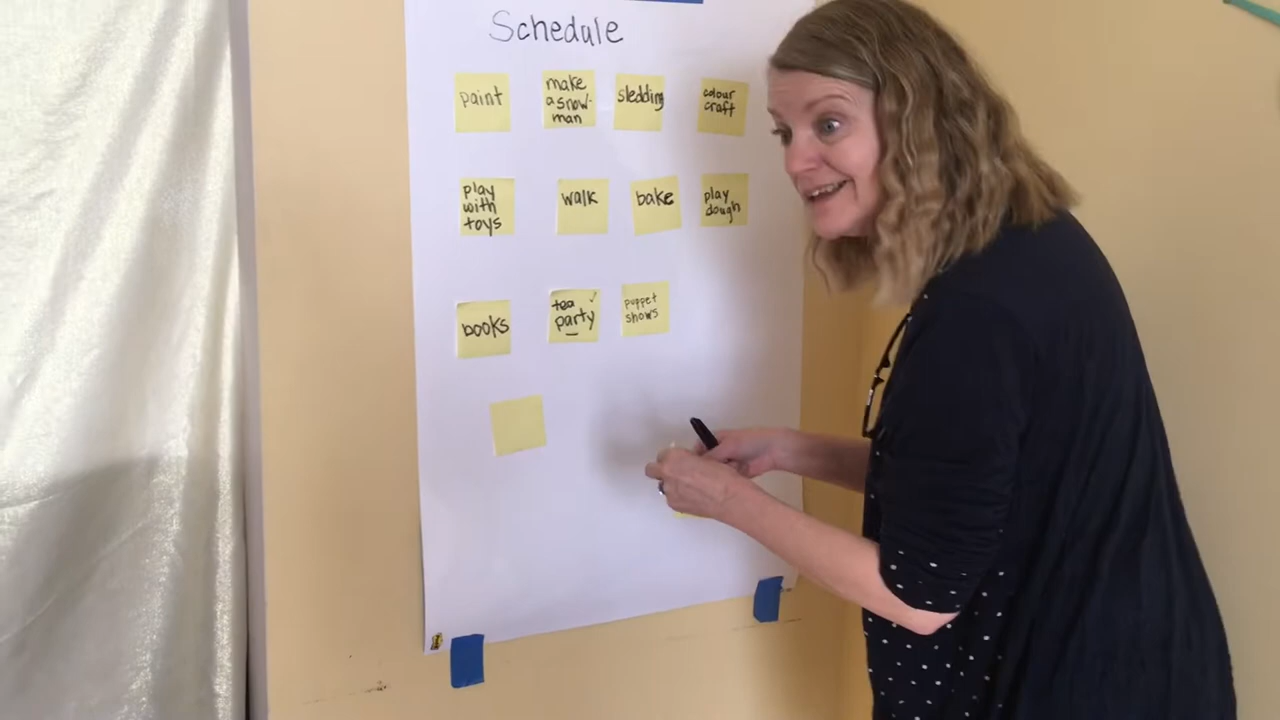 Schedule
paint
make
a snow-
man
sledding
colour
craft
play
with
toys
walk
bake
play
dough
books
tea
party
puppet
shows